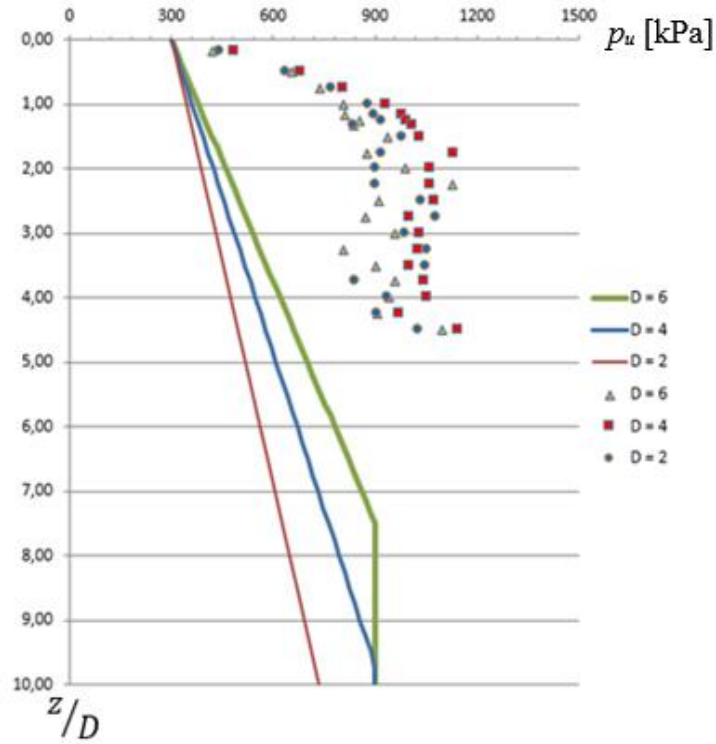 0 300 600 900 1200 1500
p_u [kPa]
0,00
1,00
2,00
3,00
4,00
5,00
6,00
7,00
8,00
9,00
10,00
D = 6
D = 4
D = 2
D = 6
D = 4
D = 2
z/D